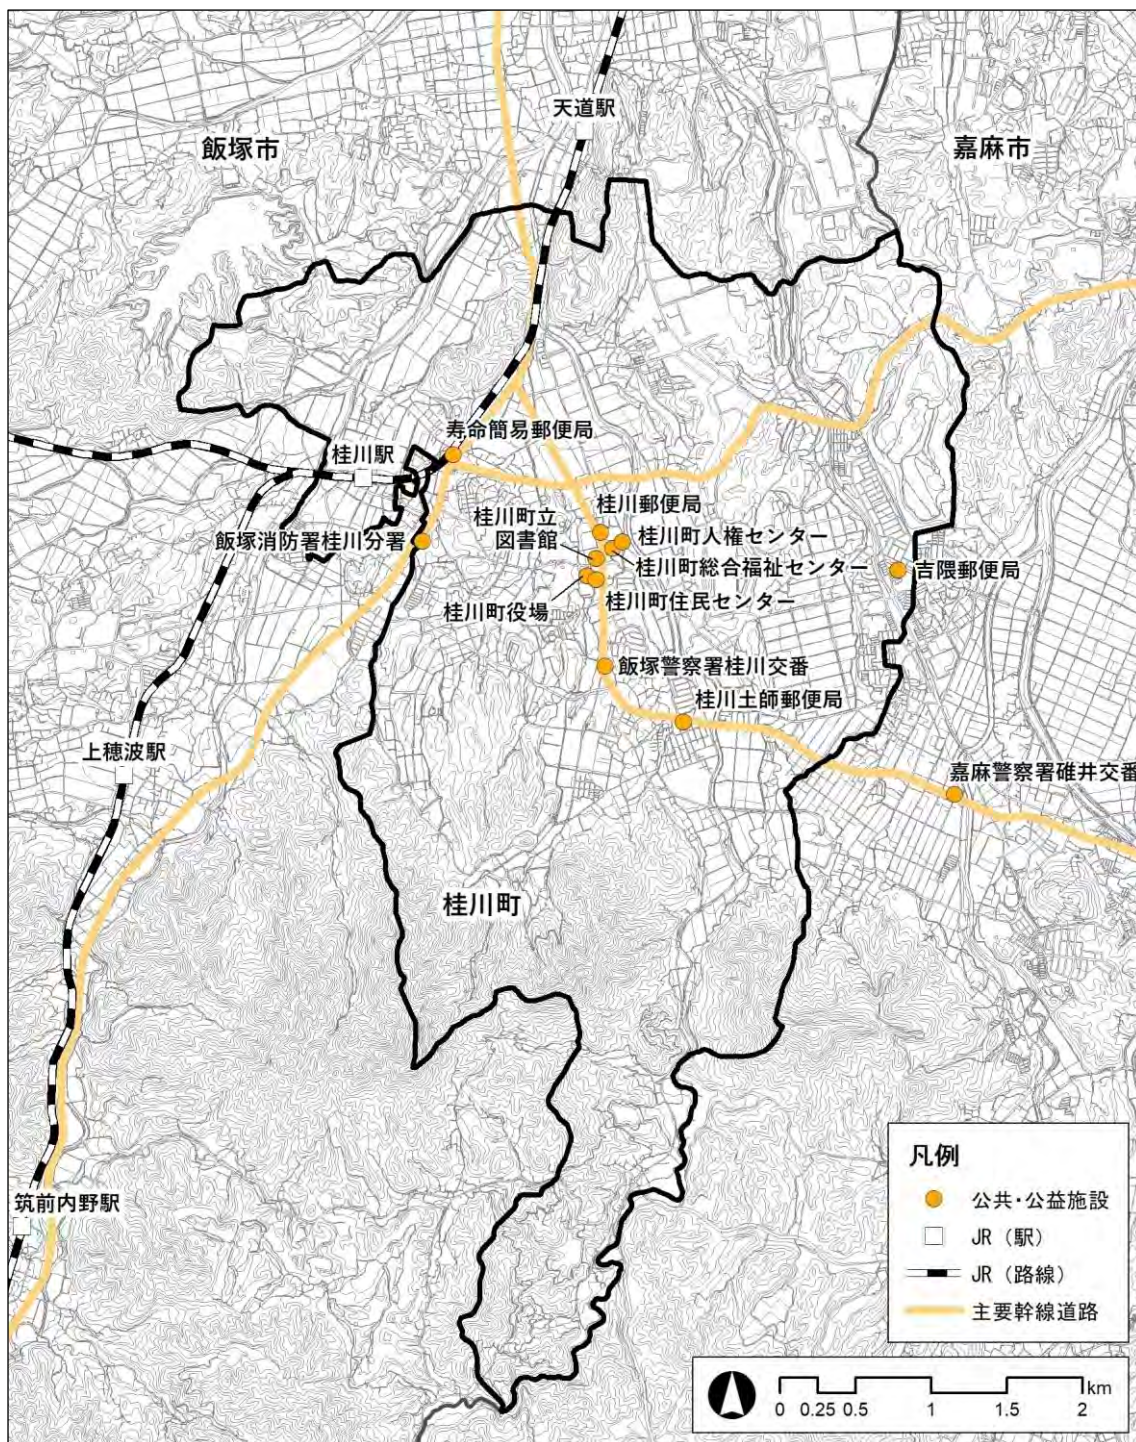 天道駅
飯塚市
嘉麻市
寿命簡易郵便局
桂川駅
桂川郵便局
桂川町立
図書館
桂川町人権センター
飯塚消防署桂川分署
桂川町総合福祉センター
吉隈郵便局
桂川町役場
桂川町住民センター
飯塚警察署桂川交番
桂川土師郵便局
上穂波駅
嘉麻警察署碓井交番
桂川町
筑前内野駅
凡例
公共・公益施設
JR（駅）
JR（路線）
主要幹線道路
km
0 0.25 0.5 1 1.5 2